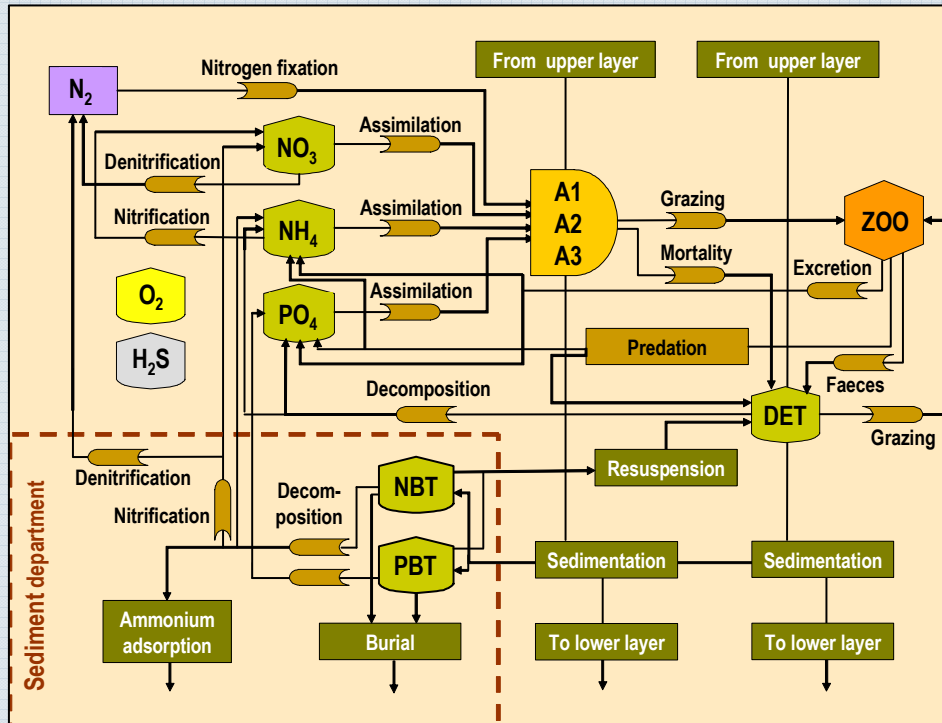 From upper layer
From upper layer
Nitrogen fixation
N₂
Assimilation
NO₃
Denitrification
A1
A2
A3
Grazing
ZOO
Assimilation
Nitrification
NH₄
Mortality
Excretion
O₂
Assimilation
PO₄
H₂S
Predation
Faeces
Decomposition
DET
Grazing
Resuspension
Denitrification
NBT
Decom-
position
Nitrification
PBT
Sedimentation
Sedimentation
Sediment department
Ammonium
adsorption
Burial
To lower layer
To lower layer